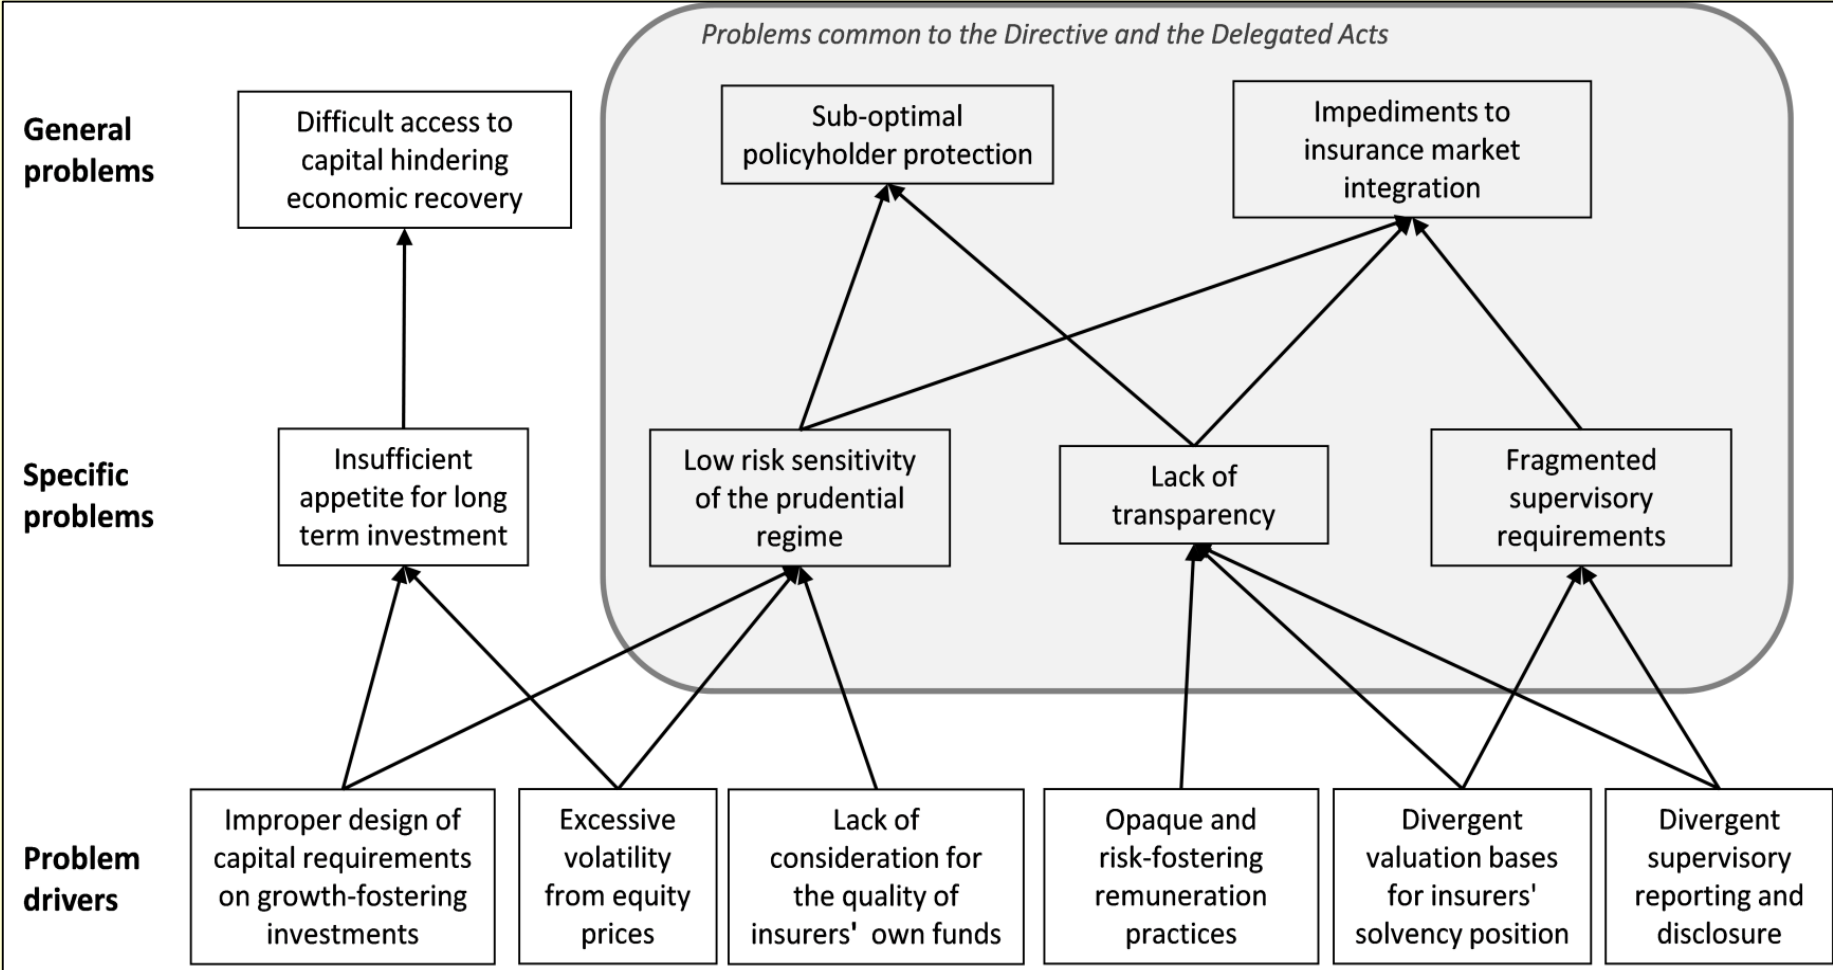 Problems common to the Directive and the Delegated Acts
General
problems
Difficult access to
capital hindering
economic recovery
Sub-optimal
policyholder protection
Impediments to
insurance market
integration
Specific
problems
Insufficient
appetite for long
term investment
Low risk sensitivity
of the prudential
regime
Lack of
transparency
Fragmented
supervisory
requirements
Problem
drivers
Improper design of
capital requirements
on growth-fostering
investments
Excessive
volatility
from equity
prices
Lack of
consideration for
the quality of
insurers' own funds
Opaque and
risk-fostering
remuneration
practices
Divergent
valuation bases
for insurers'
solvency position
Divergent
supervisory
reporting and
disclosure